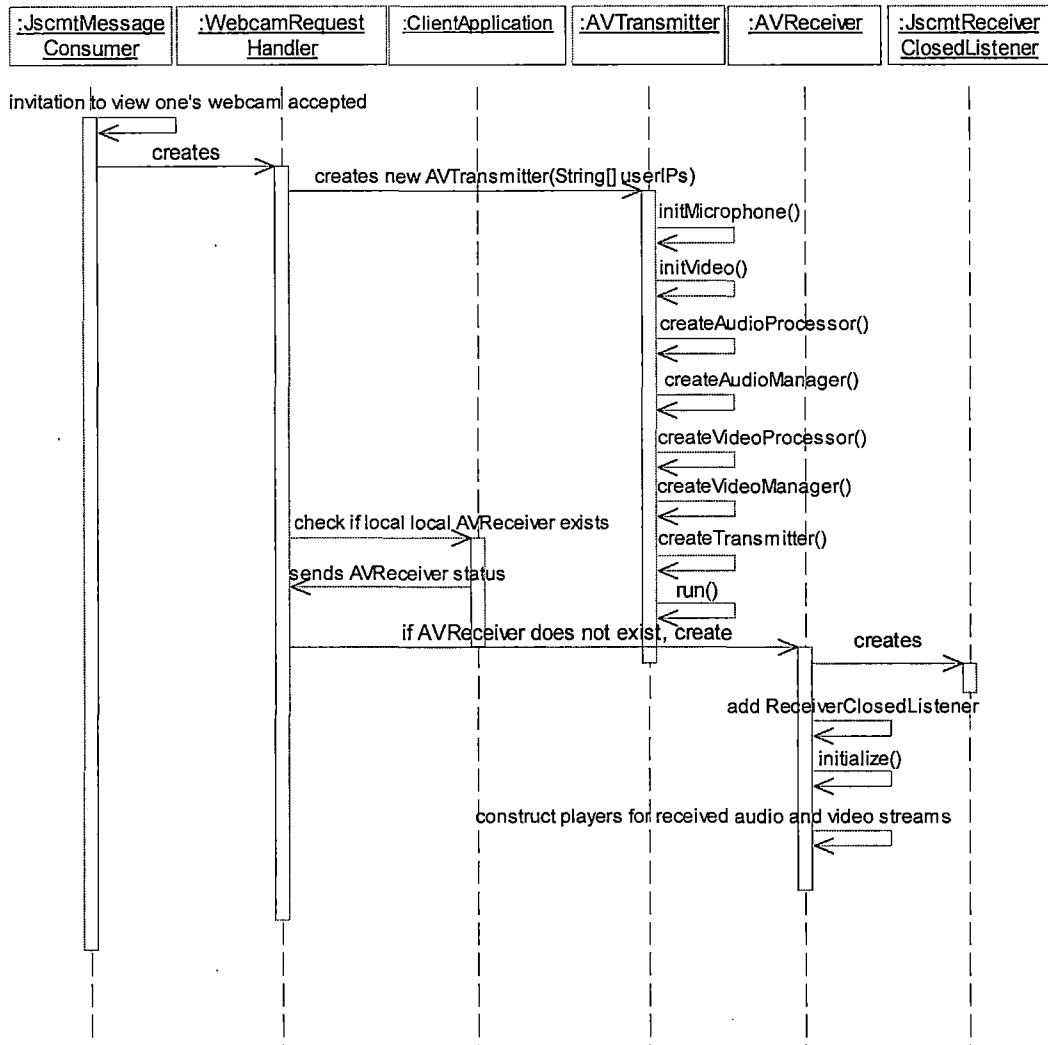 :JscmtMessage
Consumer
:WebcamRequest
Handler
:ClientApplication
:AVTransmitter
:AVReceiver
:JscmtReceiver
ClosedListener
invitation to view one's webcam accepted
creates
creates new AVTransmitter(String[] userIPs)
initMicrophone()
initVideo()
createAudioProcessor()
createAudioManager()
createVideoProcessor()
createVideoManager()
check if local local AVReceiver exists
createTransmitter()
sends AVReceiver status
run()
if AVReceiver does not exist, create
creates
add ReceiverClosedListener
initialize()
construct players for received audio and video streams